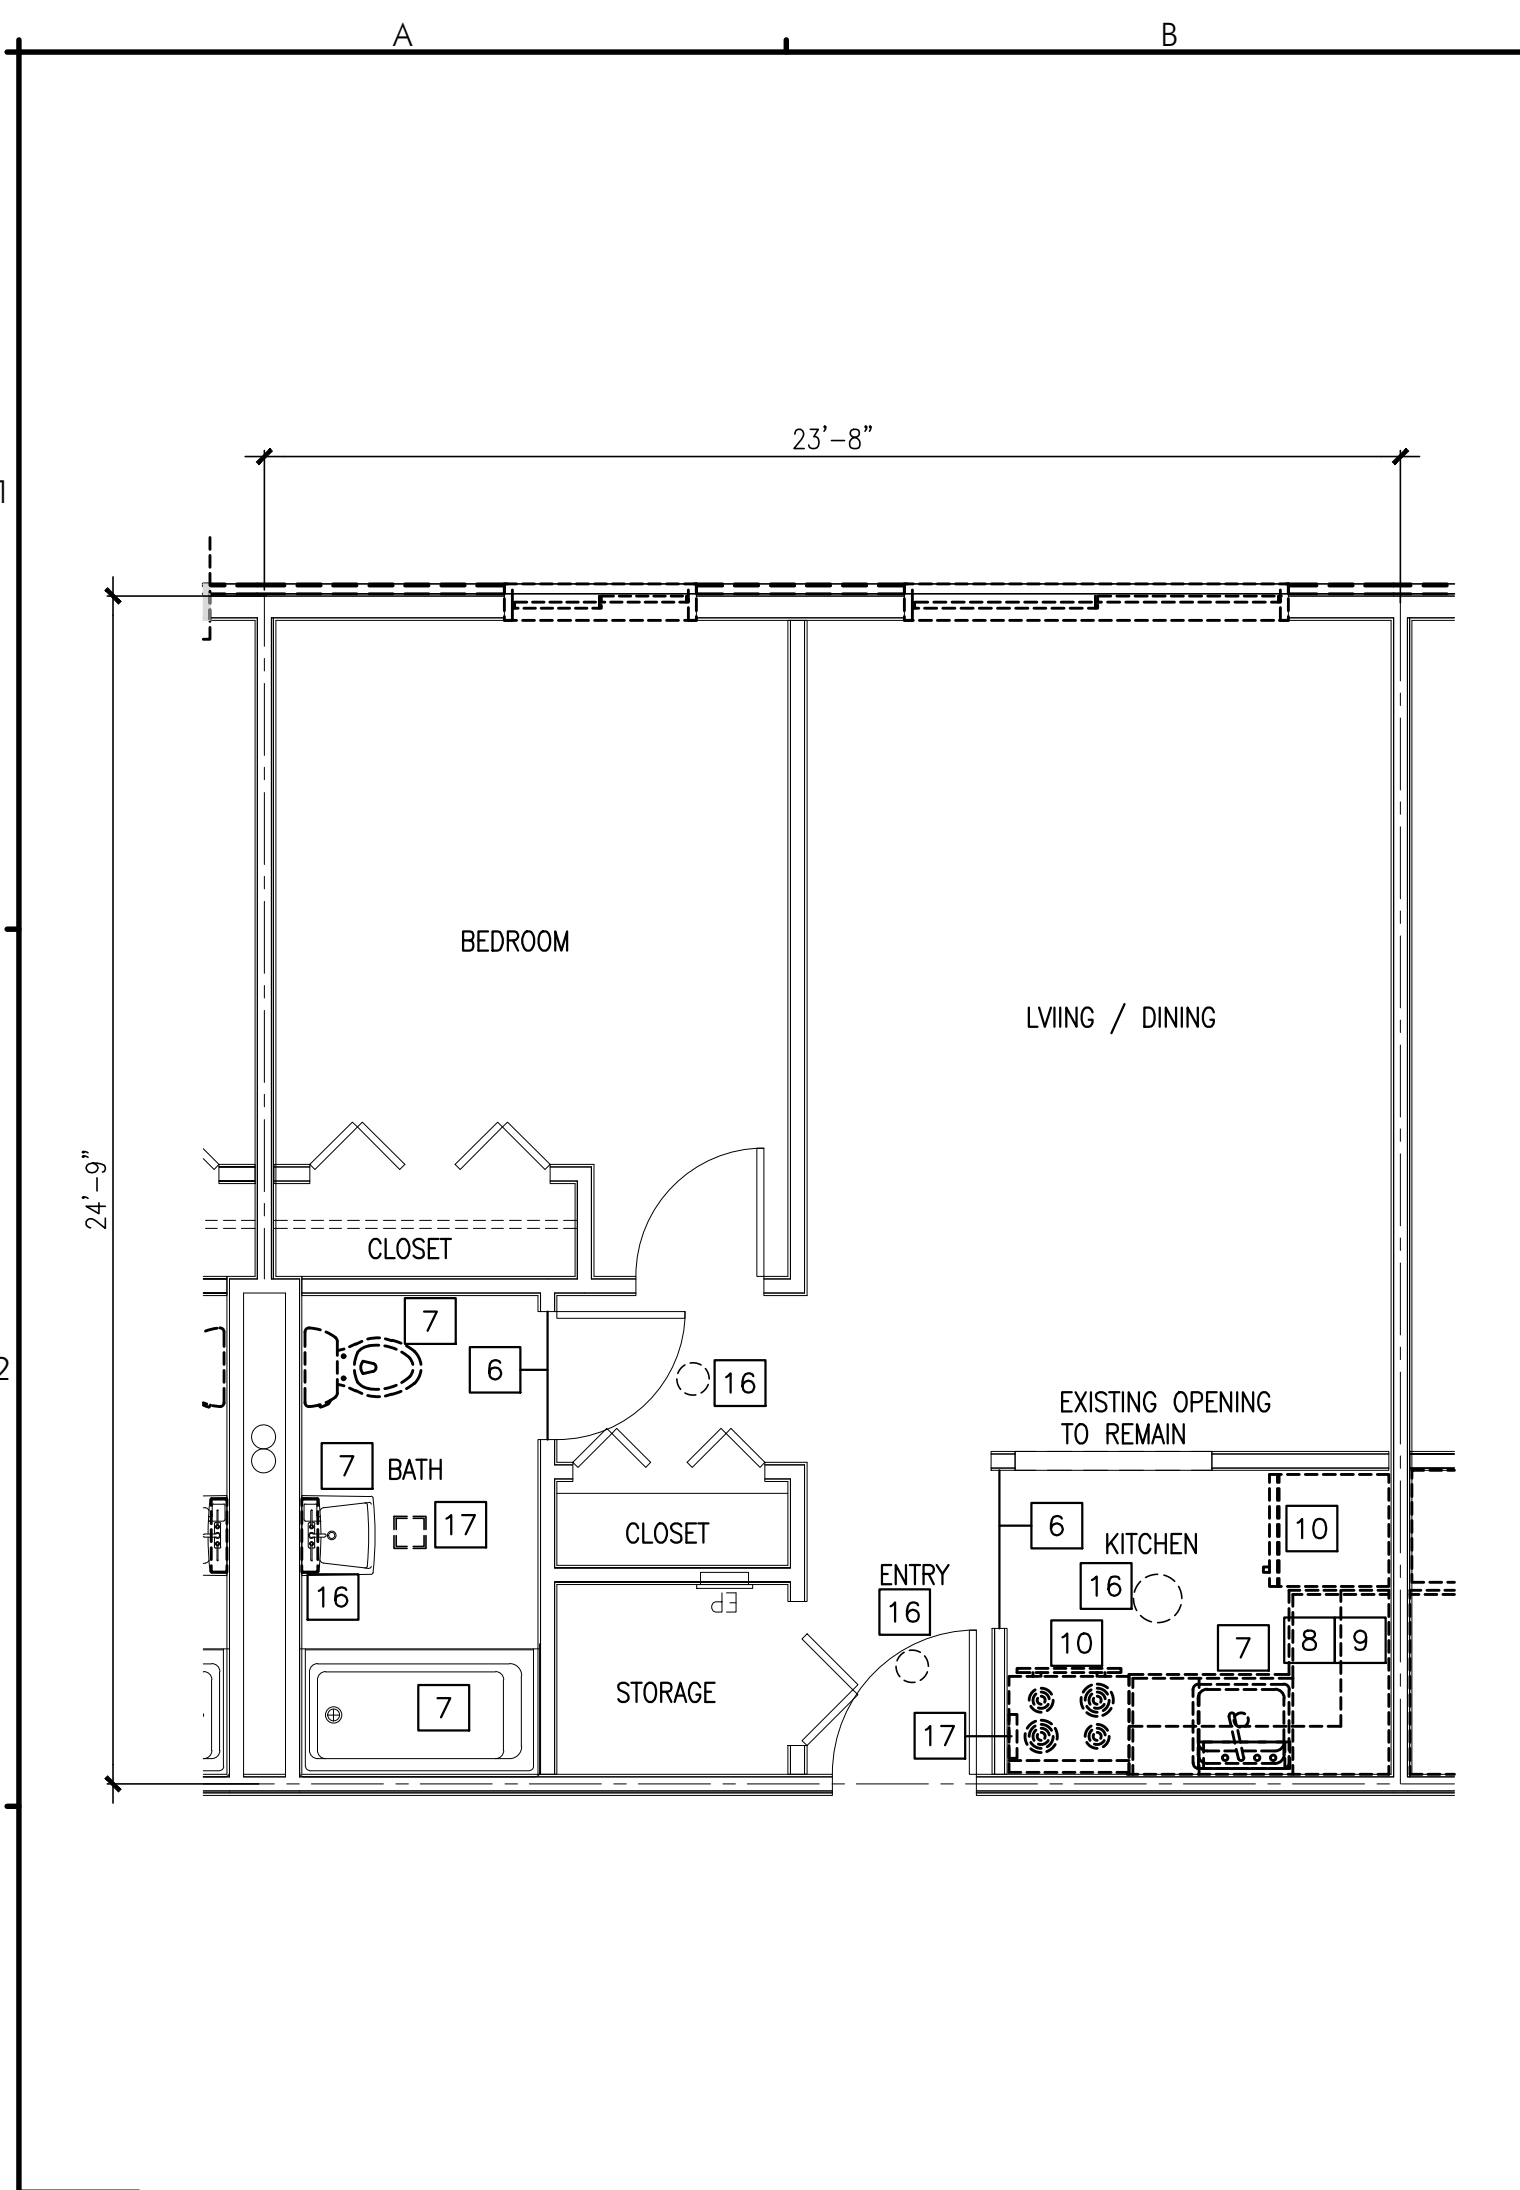 A
B
23'-8"
1
24'-9"
BEDROOM
LVIING / DINING
CLOSET
7
6
16
2
EXISTING OPENING
TO REMAIN
7
BATH
17
CLOSET
6
KITCHEN
10
16
EP
ENTRY
16
16
10
7
8
9
STORAGE
7
17